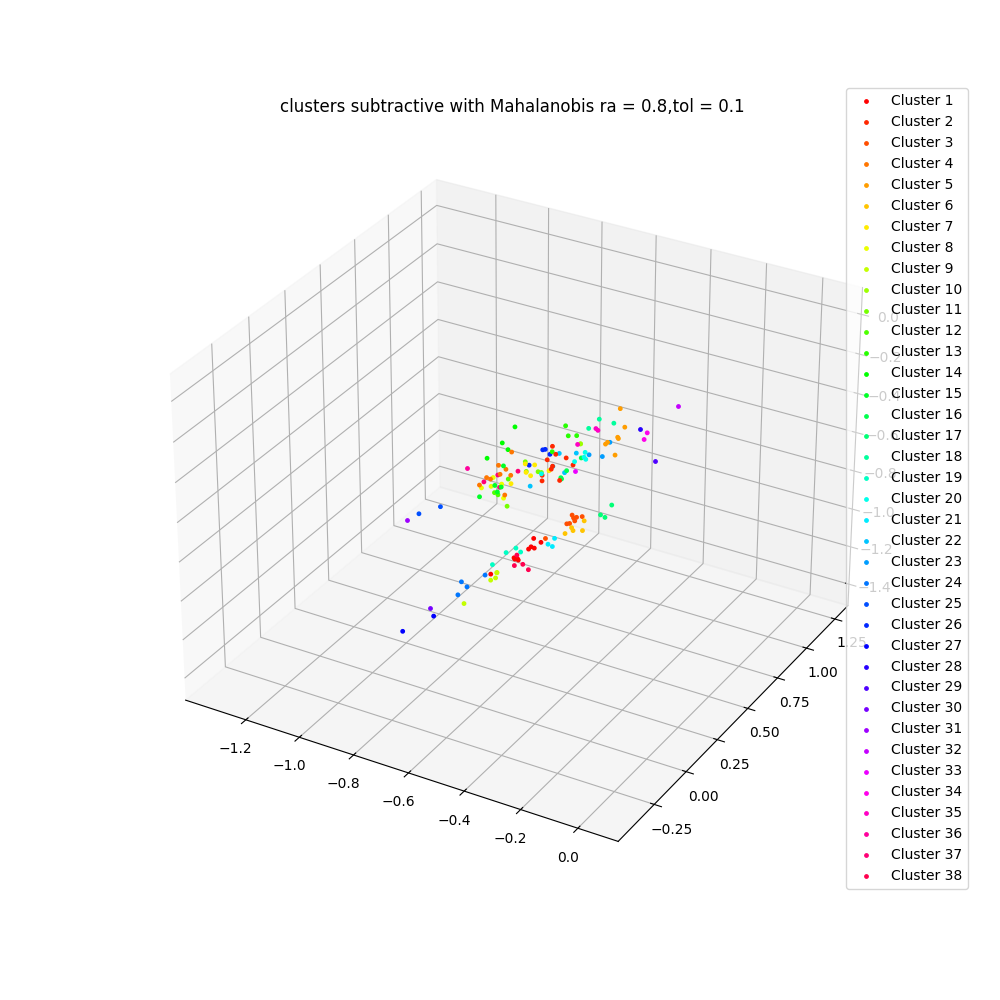 clusters subtractive with Mahalanobis ra = 0.8,tol = 0.1
Cluster 1
Cluster 2
Cluster 3
Cluster 4
Cluster 5
Cluster 6
Cluster 7
Cluster 8
Cluster 9
Cluster 10
Cluster 11
Cluster 12
Cluster 13
Cluster 14
Cluster 15
Cluster 16
Cluster 17
Cluster 18
Cluster 19
Cluster 20
Cluster 21
Cluster 22
Cluster 23
Cluster 24
Cluster 25
Cluster 26
Cluster 27
Cluster 28
Cluster 29
Cluster 30
Cluster 31
Cluster 32
Cluster 33
Cluster 34
Cluster 35
Cluster 36
Cluster 37
Cluster 38
0.0
−0.2
−0.8
−1.0
−1.2
−1.4
1.25
1.00
0.75
0.50
0.25
0.00
−0.25
−1.2
−1.0
−0.8
−0.6
−0.4
−0.2
0.0